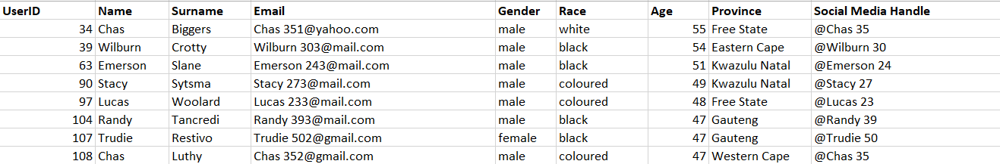 UserID Name Surname Email Gender Race Age Province Social Media Handle
34 Chas Biggers Chas 351@yahoo.com male white 55 Free State @Chas 35
39 Wilburn Crotty Wilburn 303@mail.com male black 54 Eastern Cape @Wilburn 30
63 Emerson Slane Emerson 243@mail.com male black 51 Kwazulu Natal @Emerson 24
90 Stacy Sytsma Stacy 273@mail.com male coloured 49 Kwazulu Natal @Stacy 27
97 Lucas Woolard Lucas 233@mail.com male coloured 48 Free State @Lucas 23
104 Randy Tancredi Randy 393@mail.com male black 47 Gauteng @Randy 39
107 Trudie Restivo Trudie 502@gmail.com female black 47 Gauteng @Trudie 50
108 Chas Luthy Chas 352@gmail.com male coloured 47 Western Cape @Chas 35